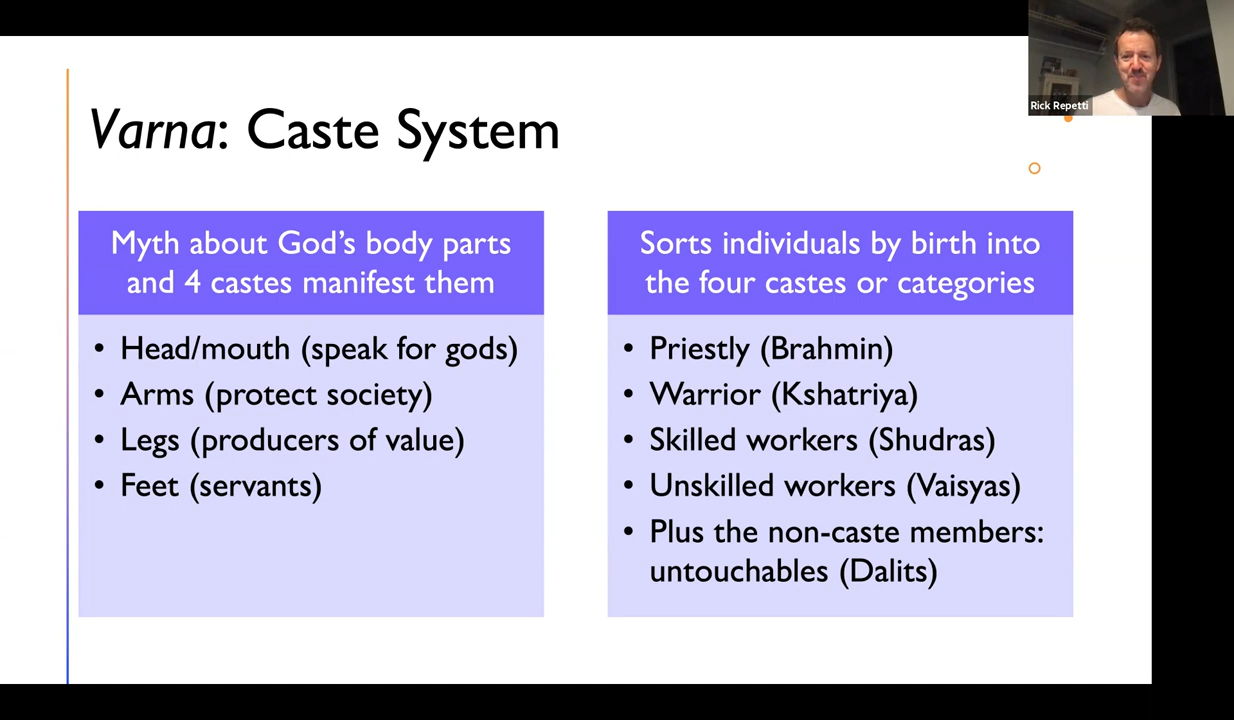 Rick Repetti
Varna: Caste System
Myth about God's body parts
and 4 castes manifest them
• Head/mouth (speak for gods)
• Arms (protect society)
• Legs (producers of value)
• Feet (servants)
Sorts individuals by birth into
the four castes or categories
• Priestly (Brahmin)
• Warrior (Kshatriya)
• Skilled workers (Shudras)
• Unskilled workers (Vaisyas)
• Plus the non-caste members:
untouchables (Dalits)